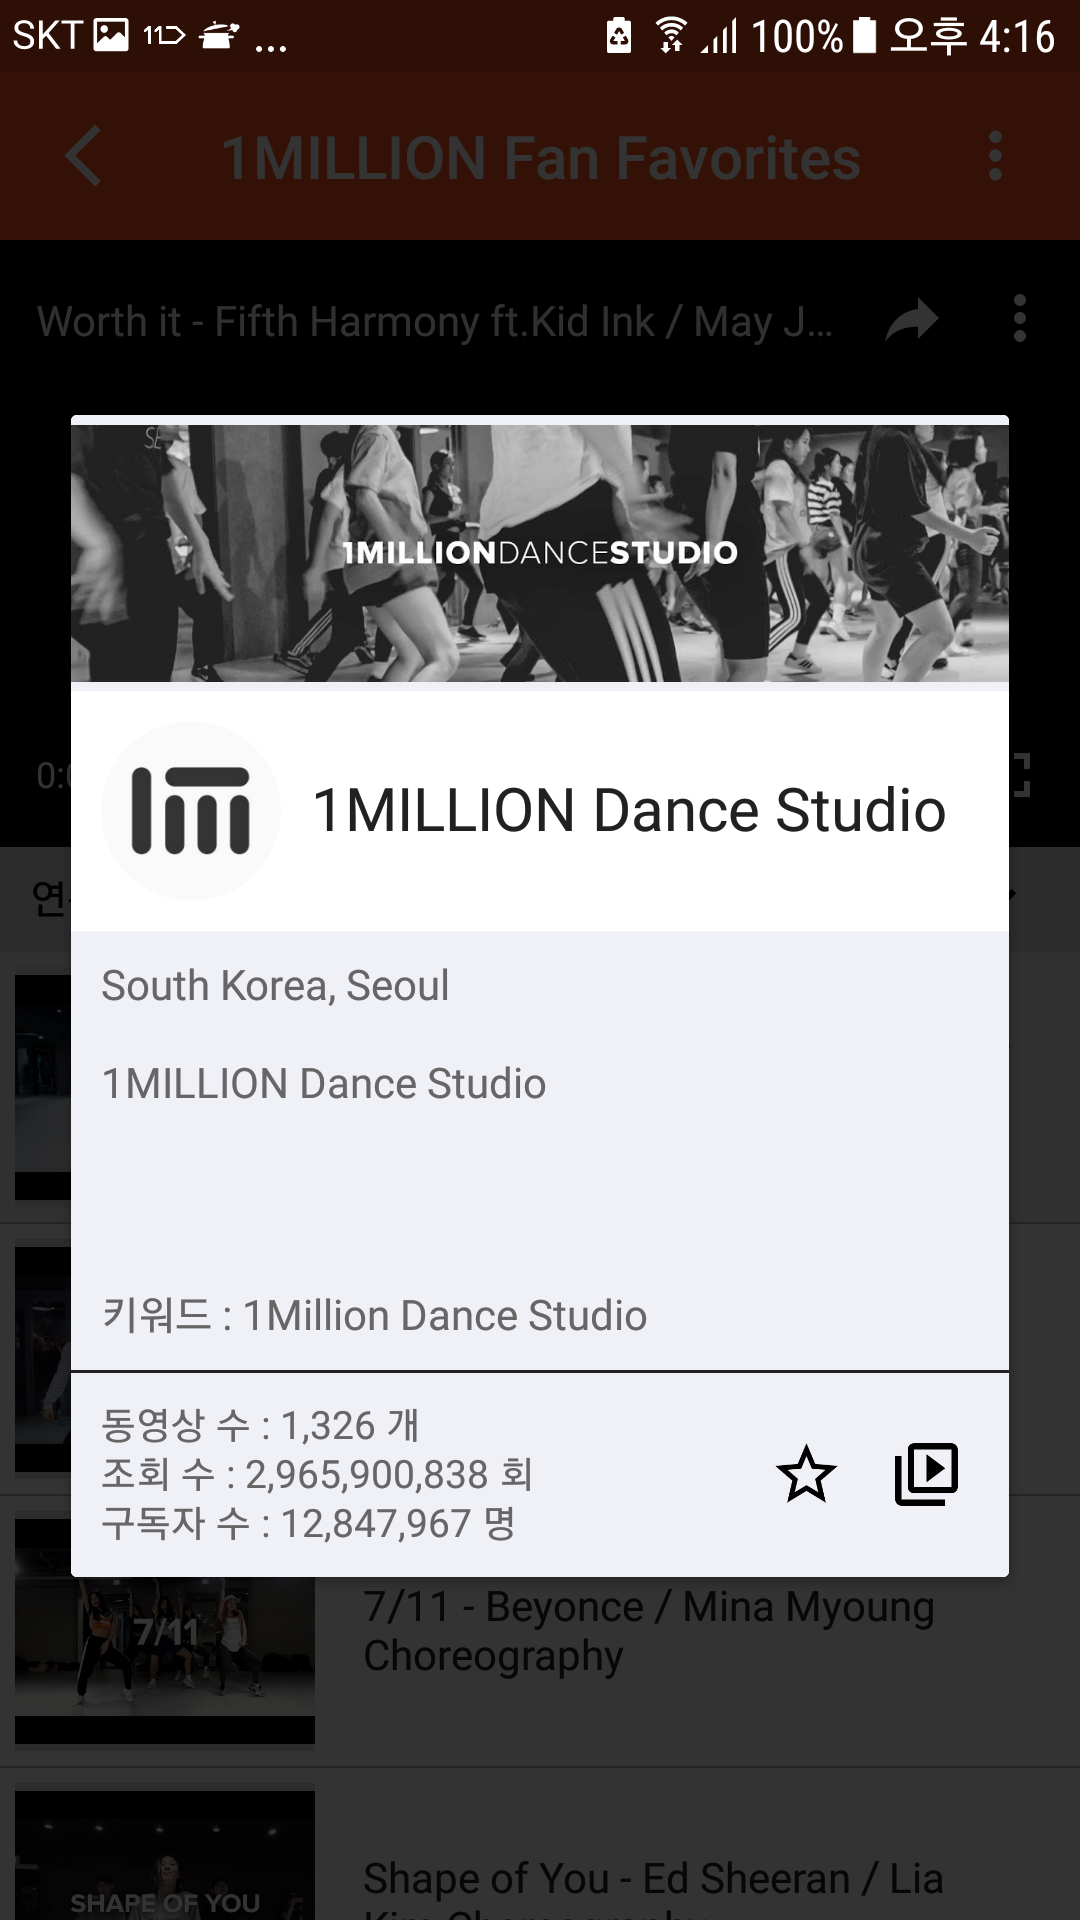 SKT 11 ... 100% 오후 4:16
1MILLION Fan Favorites
Worth it - Fifth Harmony ft.Kid Ink / May J...
1MILLIONDANCESTUDIO
1MILLION Dance Studio
South Korea, Seoul
1MILLION Dance Studio
키워드 : 1Million Dance Studio
동영상 수 : 1,326 개
조회 수 : 2,965,900,838 회
구독자 수 : 12,847,967 명
7/11
7/11 - Beyonce / Mina Myoung
Choreography
SHAPE OF YOU
Shape of You - Ed Sheeran / Lia
Kim Choreography